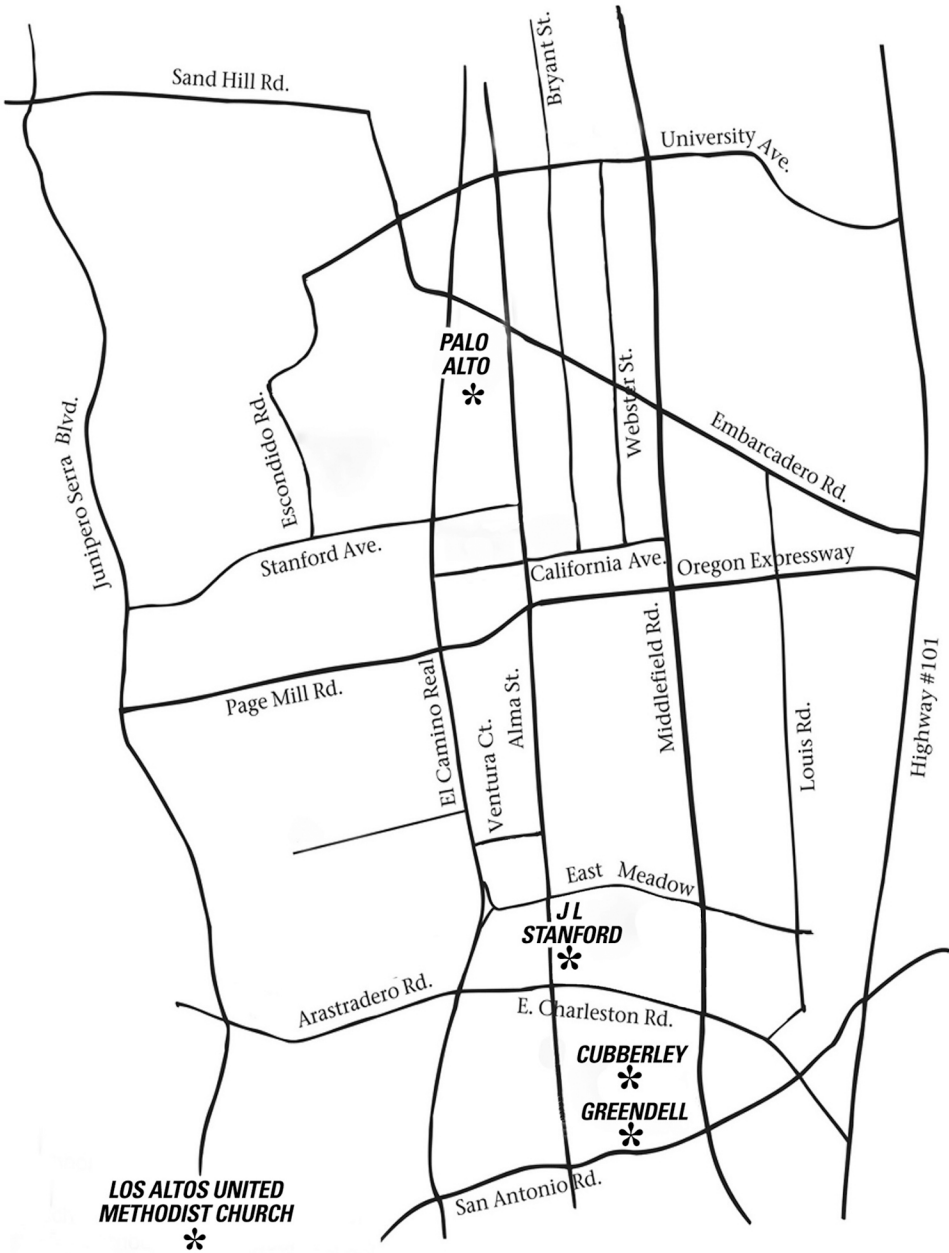 Bryant St.
Sand Hill Rd.
University Ave.
PALO
ALTO
*
Webster St.
Junipero Serra Blvd.
Escondido Rd.
Embarcadero Rd.
Stanford Ave.
California Ave.
Oregon Expressway
Page Mill Rd.
El Camino Real
Ventura Ct.
Alma St.
Middlefield Rd.
Louis Rd.
Highway #101
East Meadow
J L
STANFORD
*
Arastradero Rd.
E. Charleston Rd.
CUBBERLEY
*
GREENDELL
*
San Antonio Rd.
LOS ALTOS UNITED
METHODIST CHURCH
*